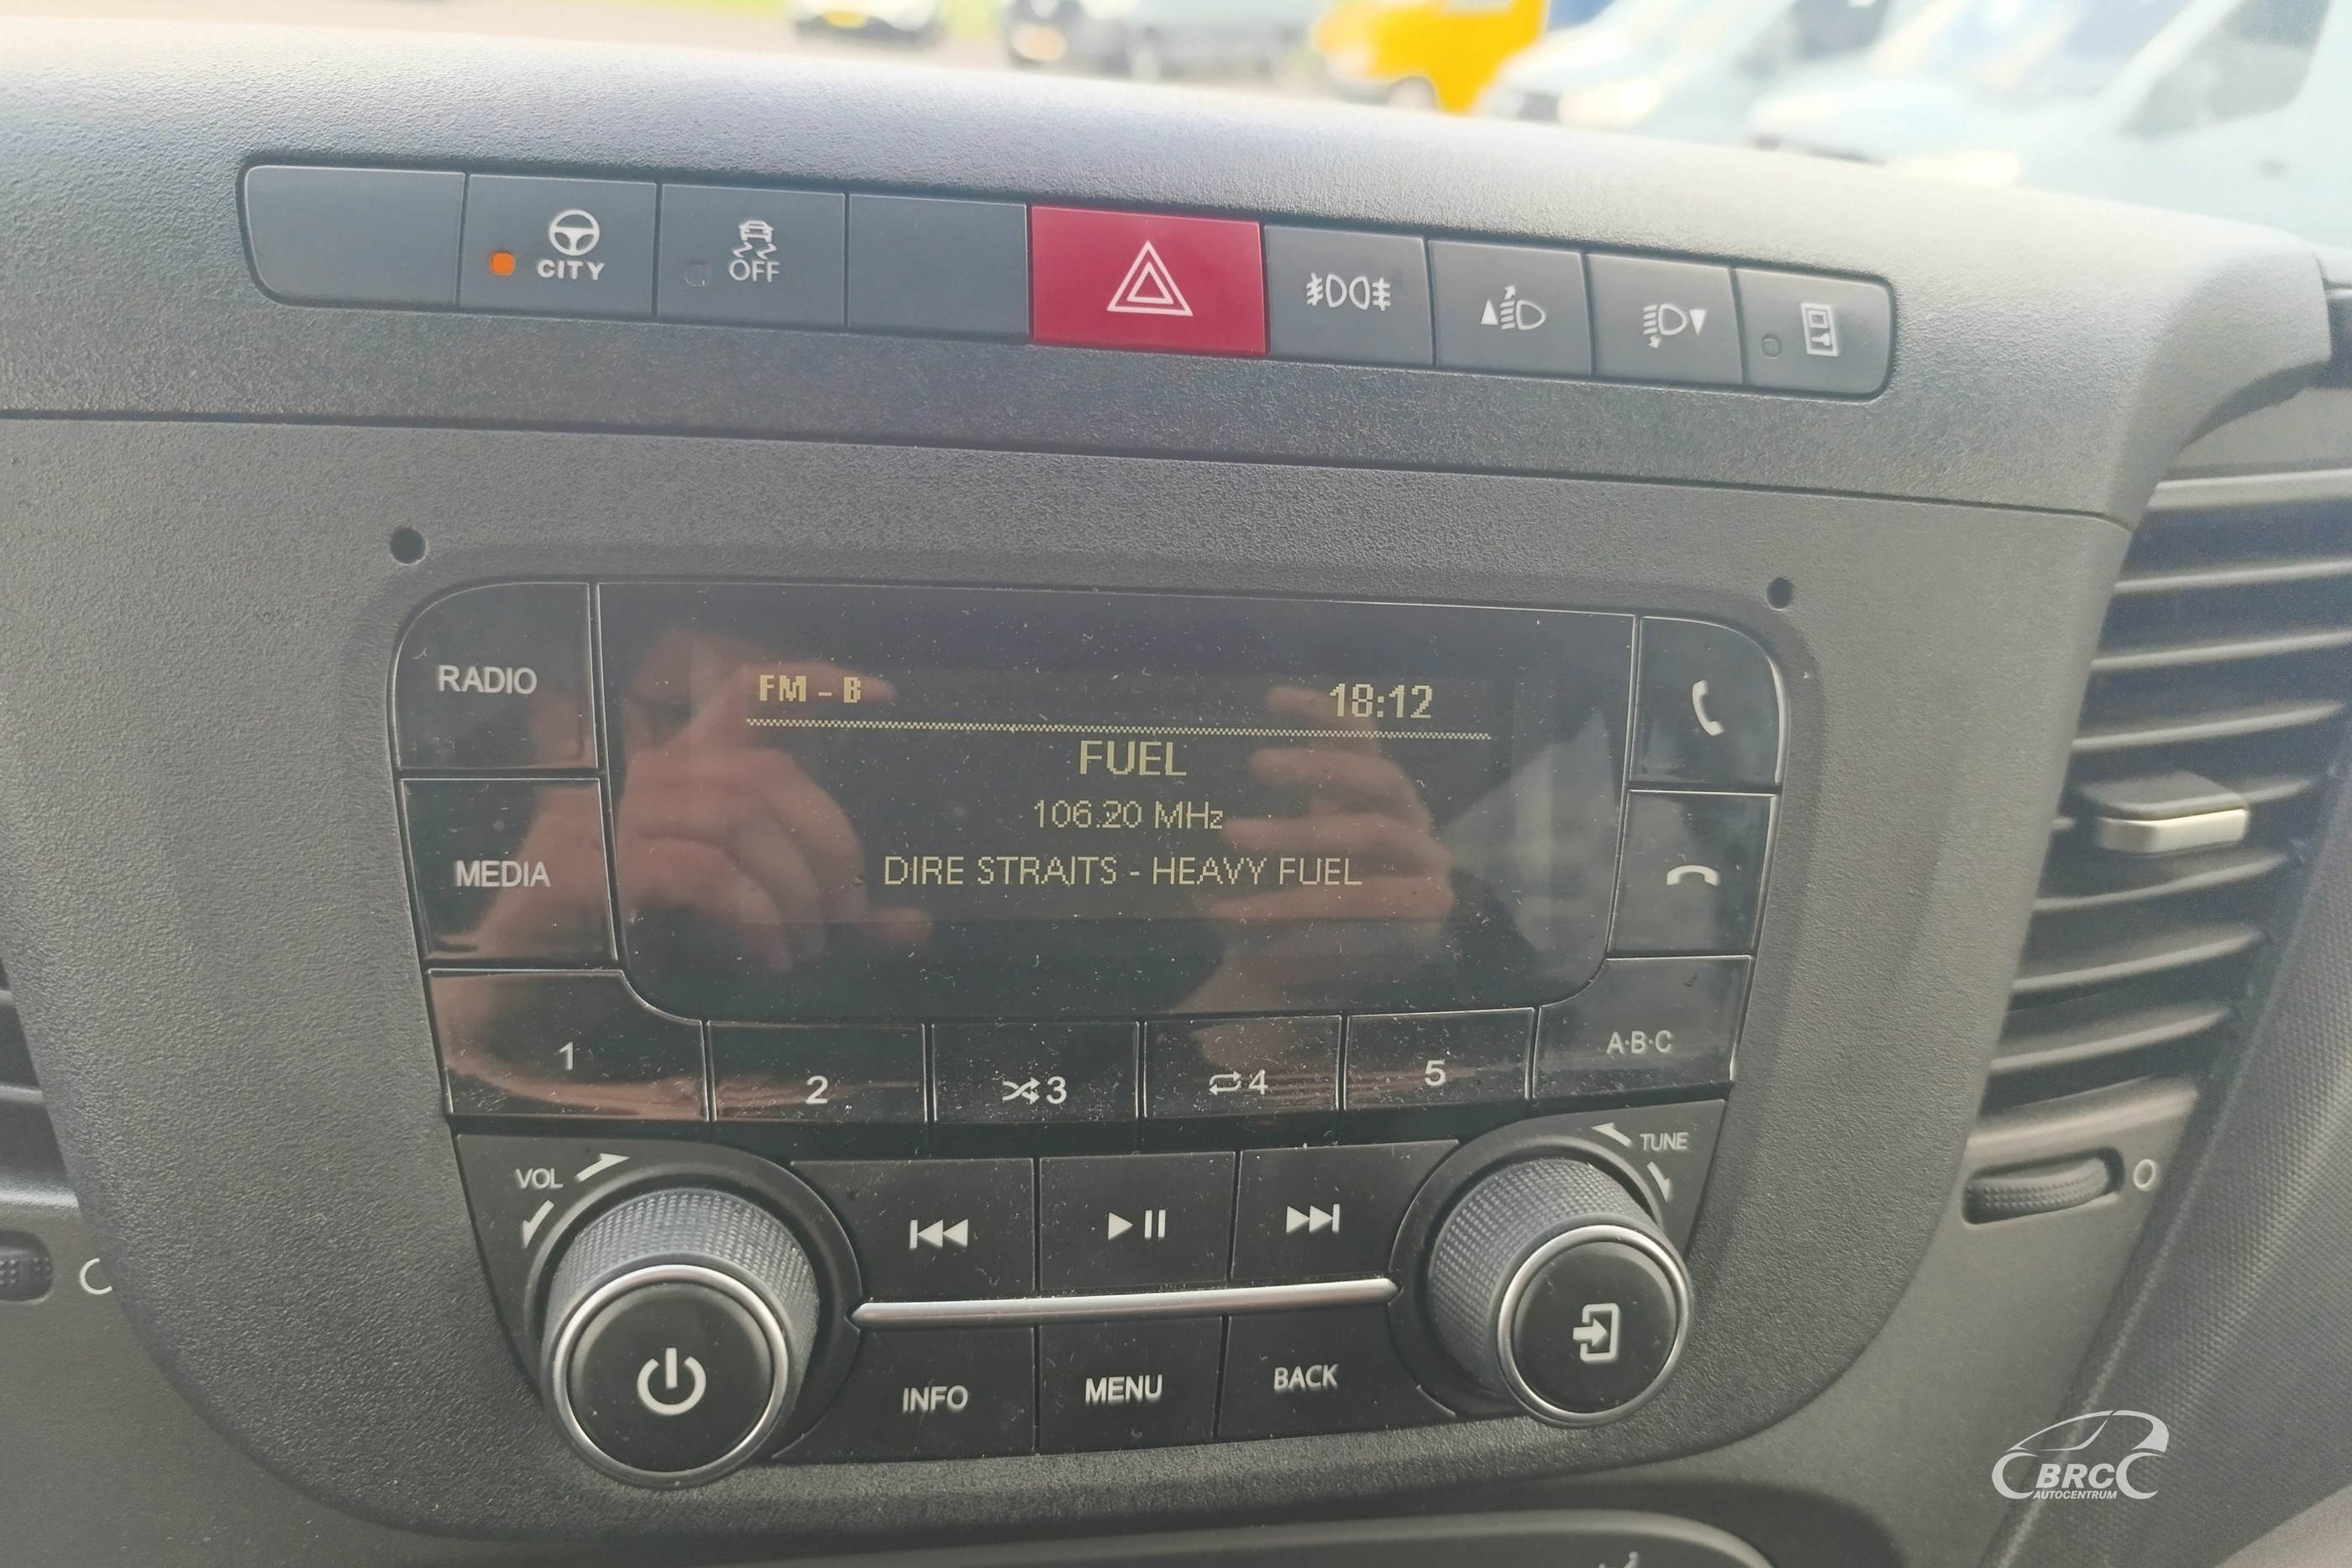 CITY
OFF
RADIO
FM - B
18:12
FUEL
106.20 MHz
MEDIA
DIRE STRAITS - HEAVY FUEL
1
2
3
4
5
A·B·C
VOL
TUNE
INFO
MENU
BACK
BRC
AUTOCENTRUM